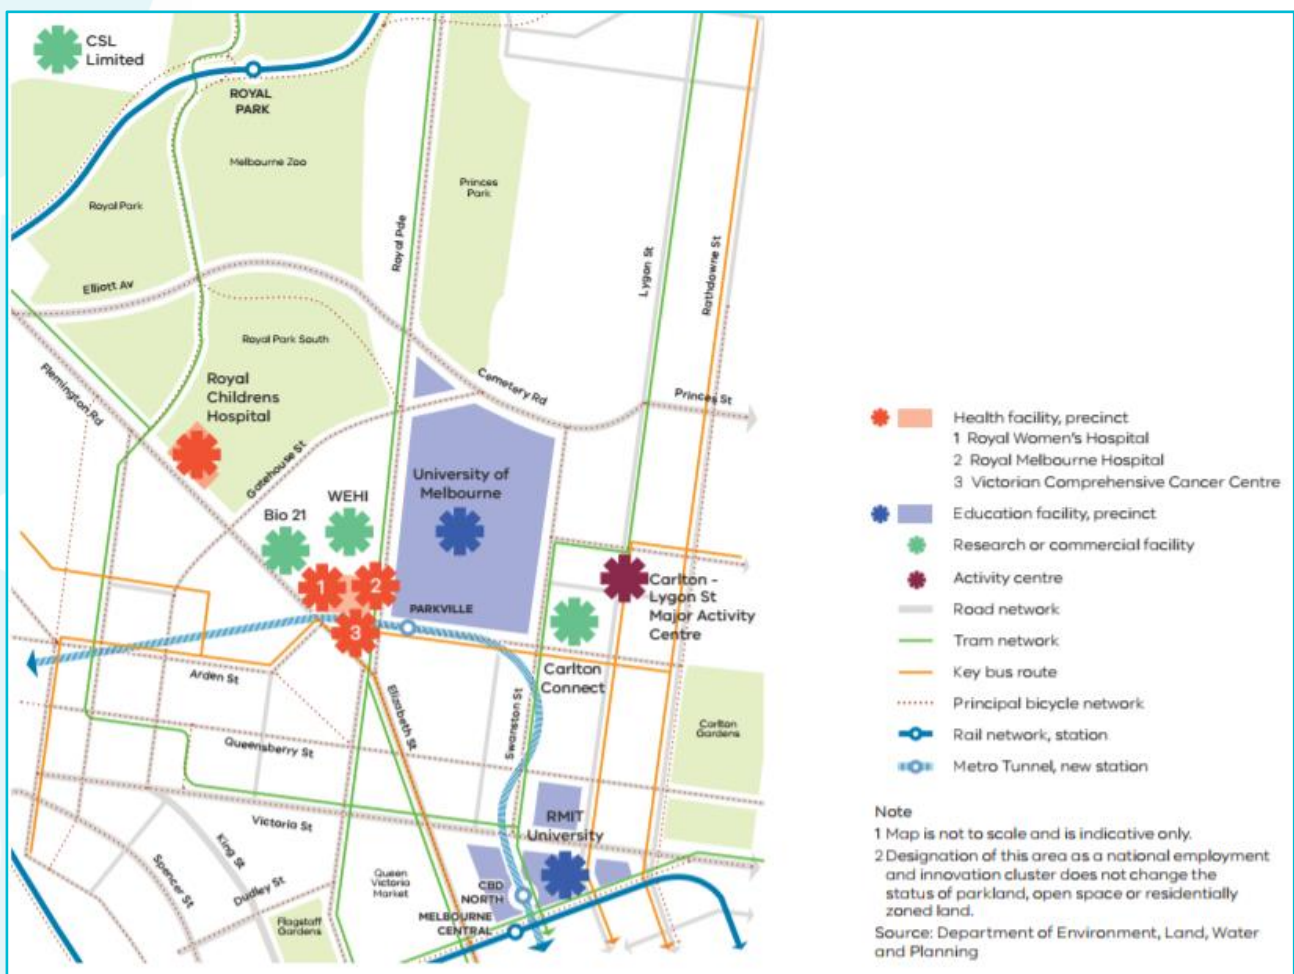 CSL
Limited
ROYAL
PARK
Melbourne Zoo
Princes
Park
Royal Park
Royal Pde
Lygon St
Rathdowne St
Elliott Av
Royal Park South
Flemington Rd
Royal
Childrens
Hospital
Cemetery Rd
Princes St
Gatehouse St
University of
Melbourne
WEHI
Bio 21
1
2
3
PARKVILLE
Carlton -
Lygon St
Major Activity
Centre
Carlton
Connect
Arden St
Elizabeth St
Swanston St
Carlton
Gardens
Queensberry St
Victoria St
RMIT
University
King St
Spencer St
Dudley St
Queen
Victoria
Market
CBD
NORTH
MELBOURNE
CENTRAL
Flagstaff
Gardens
Health facility, precinct
1 Royal Women's Hospital
2 Royal Melbourne Hospital
3 Victorian Comprehensive Cancer Centre
Education facility, precinct
Research or commercial facility
Activity centre
Road network
Tram network
Key bus route
Principal bicycle network
Rail network, station
Metro Tunnel, new station
Note
1 Map is not to scale and is indicative only.
2 Designation of this area as a national employment
and innovation cluster does not change the
status of parkland, open space or residentially
zoned land.
Source: Department of Environment, Land, Water
and Planning